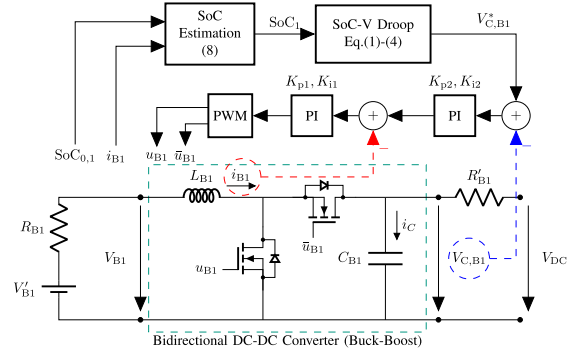 SoC Estimation (8)
SoC₁
SoC-V Droop Eq.(1)-(4)
V*C,B1
Kp1, Ki1
Kp2, Ki2
PWM
PI
+
PI
+
−
−
SoC0,1
iB1
uB1
ūB1
LB1
iB1
R′B1
RB1
ūB1
iC
VB1
uB1
CB1
VC,B1
VDC
V′B1
Bidirectional DC-DC Converter (Buck-Boost)